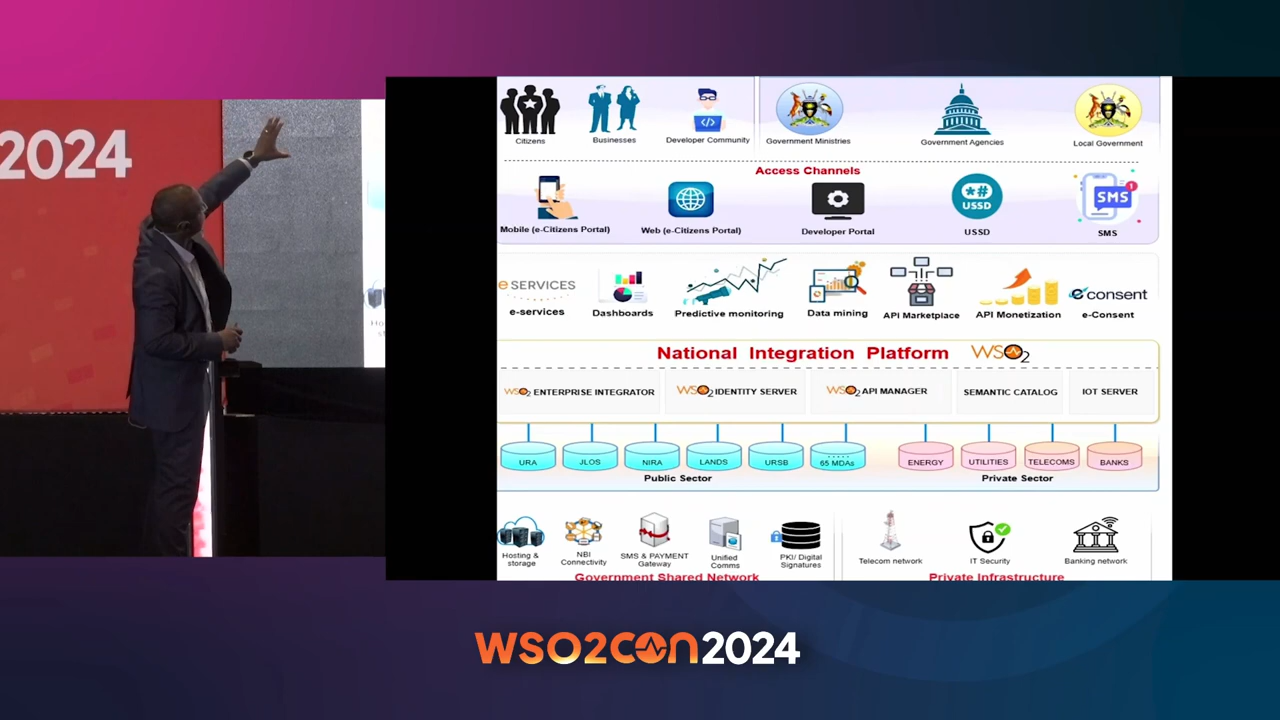 2024
Citizens
Businesses
Developer Community
Government Ministries
Government Agencies
Local Government
Access Channels
*#
USSD
SMS
1
Mobile (e-Citizens Portal)
Web (e-Citizens Portal)
Developer Portal
USSD
SMS
e SERVICES
e-services
Dashboards
Predictive monitoring
Data mining
API Marketplace
API Monetization
e consent
e-Consent
National Integration Platform
WSO2
WSO2 ENTERPRISE INTEGRATOR
WSO2 IDENTITY SERVER
WSO2 API MANAGER
SEMANTIC CATALOG
IOT SERVER
URA
JLOS
NIRA
LANDS
URSB
65 MDAs
ENERGY
UTILITIES
TELECOMS
BANKS
Public Sector
Private Sector
Hosting &
storage
NBI
Connectivity
SMS & PAYMENT
Gateway
Unified
Comms
PKI/ Digital
Signatures
Telecom network
IT Security
Banking network
Government Shared Network
Private Infrastructure
WSO2CON2024